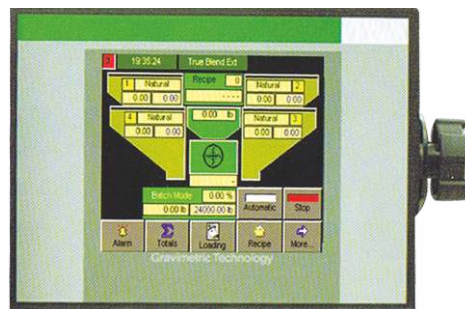 19:35:24 True Blend Ext
Recipe 0
1 Natural
0.00 0.00
Natural 2
0.00 0.00
- - - -
4 Natural
0.00 0.00
0.00 lb
Natural 3
0.00 0.00
-
Batch Mode 0.00 %
0.00 lb 24000.00 lb
Automatic Stop
Alarm Totals Loading Recipe More...
Gravimetric Technology